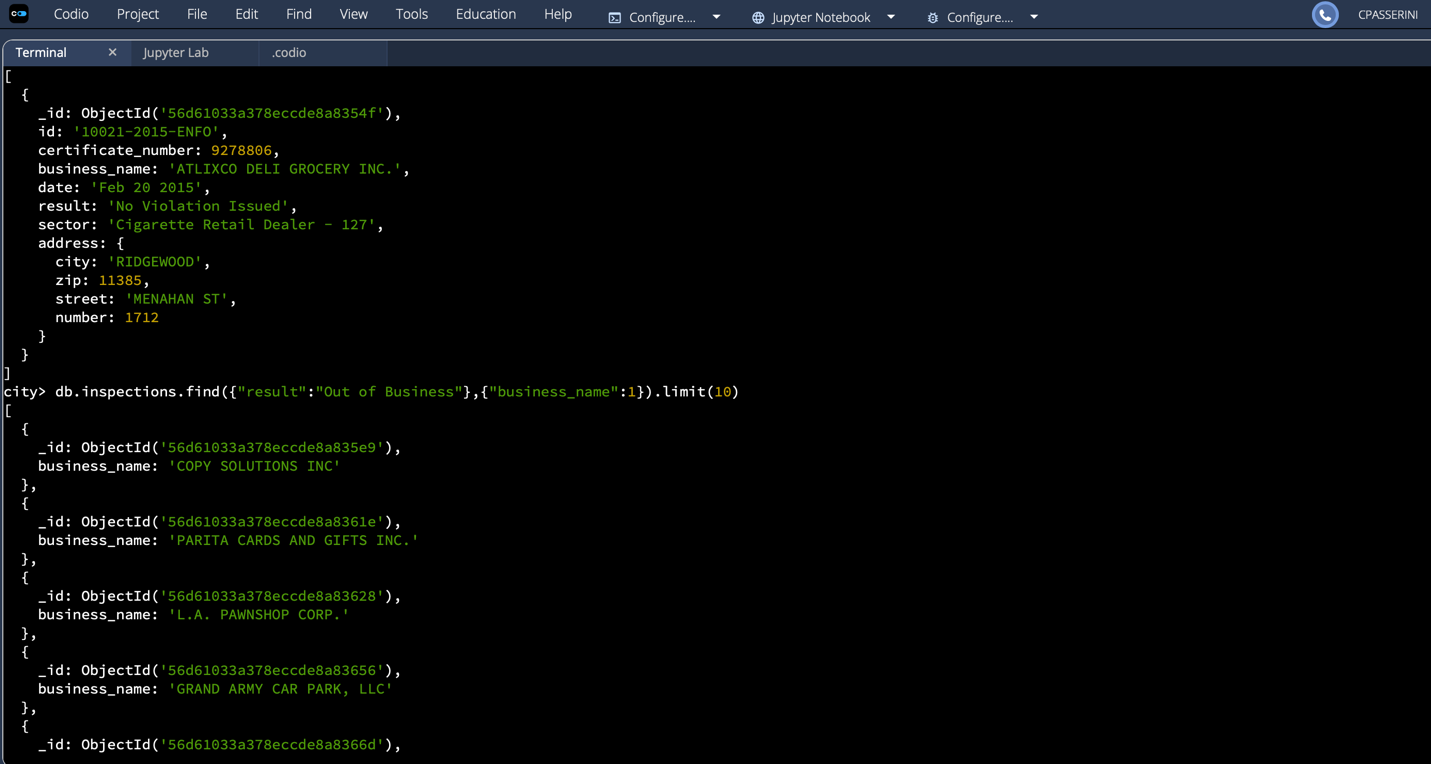 Codio Project File Edit Find View Tools Education Help Configure.... Jupyter Notebook Configure.... CPASSERINI
Terminal × Jupyter Lab .codio
[
  {
    _id: ObjectId('56d61033a378eccde8a8354f'),
    id: '10021-2015-ENFO',
    certificate_number: 9278806,
    business_name: 'ATLIXCO DELI GROCERY INC.',
    date: 'Feb 20 2015',
    result: 'No Violation Issued',
    sector: 'Cigarette Retail Dealer - 127',
    address: {
      city: 'RIDGEWOOD',
      zip: 11385,
      street: 'MENAHAN ST',
      number: 1712
    }
  }
]
city> db.inspections.find({"result":"Out of Business"},{"business_name":1}).limit(10)
[
  {
    _id: ObjectId('56d61033a378eccde8a835e9'),
    business_name: 'COPY SOLUTIONS INC'
  },
  {
    _id: ObjectId('56d61033a378eccde8a8361e'),
    business_name: 'PARITA CARDS AND GIFTS INC.'
  },
  {
    _id: ObjectId('56d61033a378eccde8a83628'),
    business_name: 'L.A. PAWNSHOP CORP.'
  },
  {
    _id: ObjectId('56d61033a378eccde8a83656'),
    business_name: 'GRAND ARMY CAR PARK, LLC'
  },
  {
    _id: ObjectId('56d61033a378eccde8a8366d'),